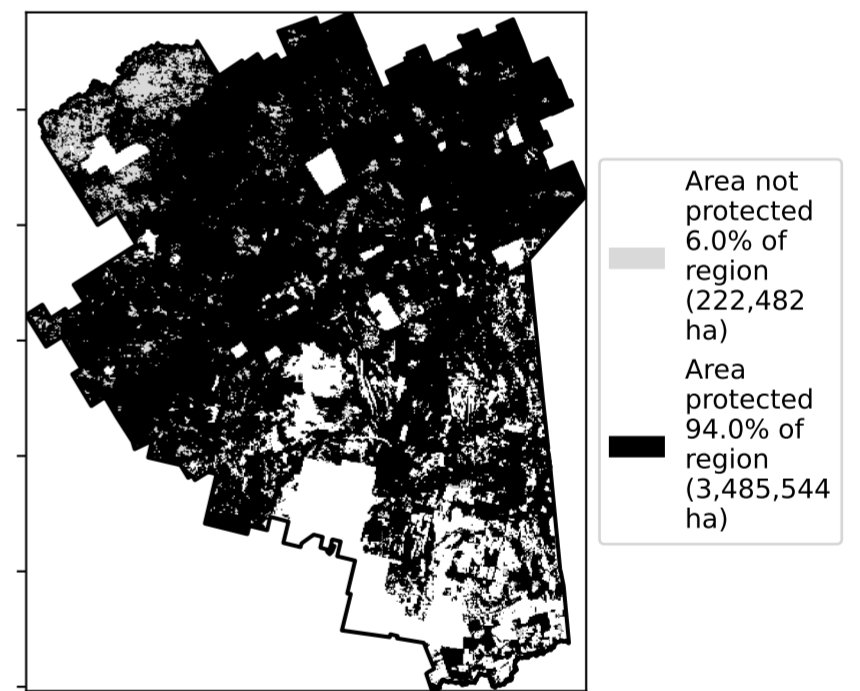 Area not
protected
6.0% of
region
(222,482
ha)
Area
protected
94.0% of
region
(3,485,544
ha)